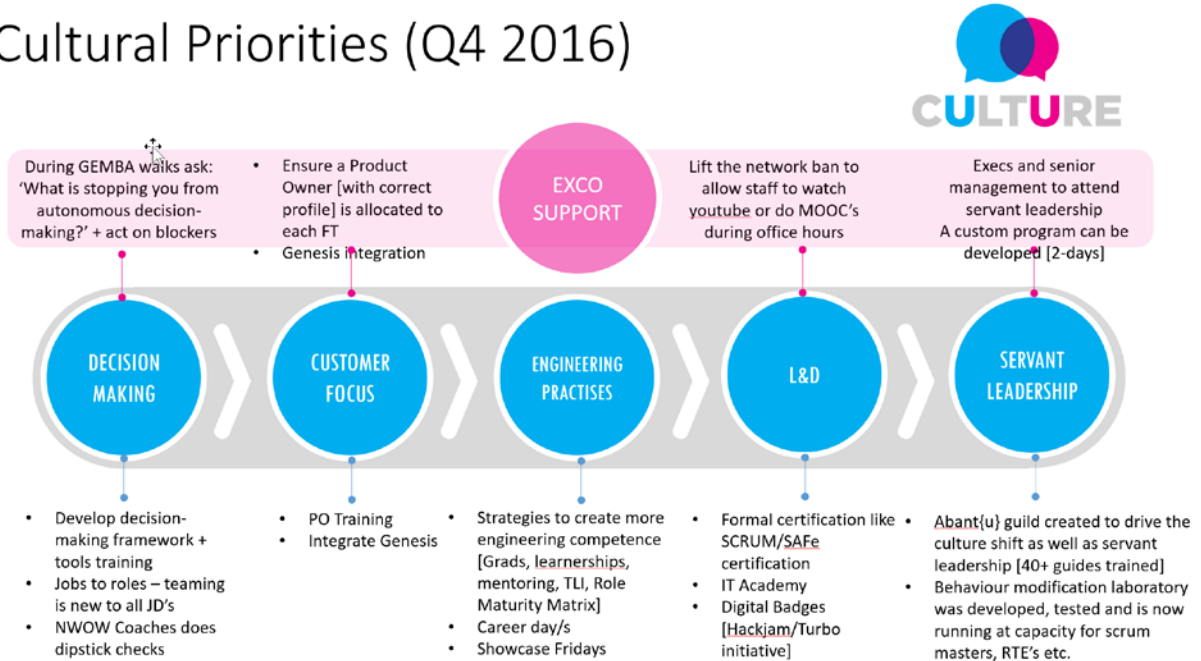 Cultural Priorities (Q4 2016)
CULTURE
During GEMBA walks ask:
‘What is stopping you from
autonomous decision-
making?’ + act on blockers
• Ensure a Product
Owner [with correct
profile] is allocated to
each FT
• Genesis integration
EXCO
SUPPORT
Lift the network ban to
allow staff to watch
youtube or do MOOC’s
during office hours
Execs and senior
management to attend
servant leadership
A custom program can be
developed [2-days]
DECISION
MAKING
CUSTOMER
FOCUS
ENGINEERING
PRACTISES
L&D
SERVANT
LEADERSHIP
• Develop decision-
making framework +
tools training
• Jobs to roles – teaming
is new to all JD’s
• NWOW Coaches does
dipstick checks
• PO Training
• Integrate Genesis
• Strategies to create more
engineering competence
[Grads, learnerships,
mentoring, TLI, Role
Maturity Matrix]
• Career day/s
• Showcase Fridays
• Formal certification like
SCRUM/SAFe
certification
• IT Academy
• Digital Badges
[Hackjam/Turbo
initiative]
• Abant{u} guild created to drive the
culture shift as well as servant
leadership [40+ guides trained]
• Behaviour modification laboratory
was developed, tested and is now
running at capacity for scrum
masters, RTE’s etc.